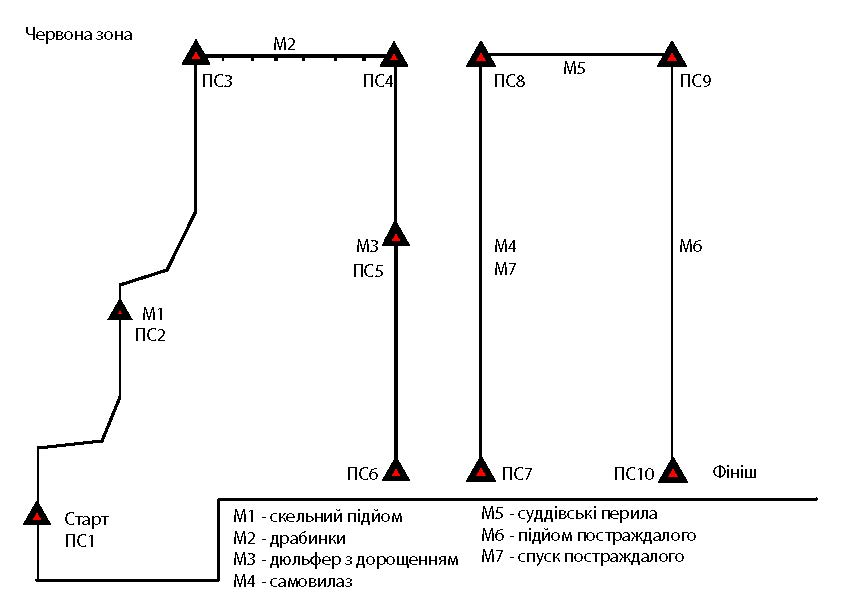 Червона зона
М2
ПС3
ПС4
ПС8
М5
ПС9
М3
ПС5
М4
М7
М6
М1
ПС2
ПС6
ПС7
ПС10
Фініш
Старт
ПС1
М1 - скельний підйом
М2 - драбинки
М3 - дюльфер з дорощенням
М4 - самовилаз
М5 - суддівські перила
М6 - підйом постраждалого
М7 - спуск постраждалого